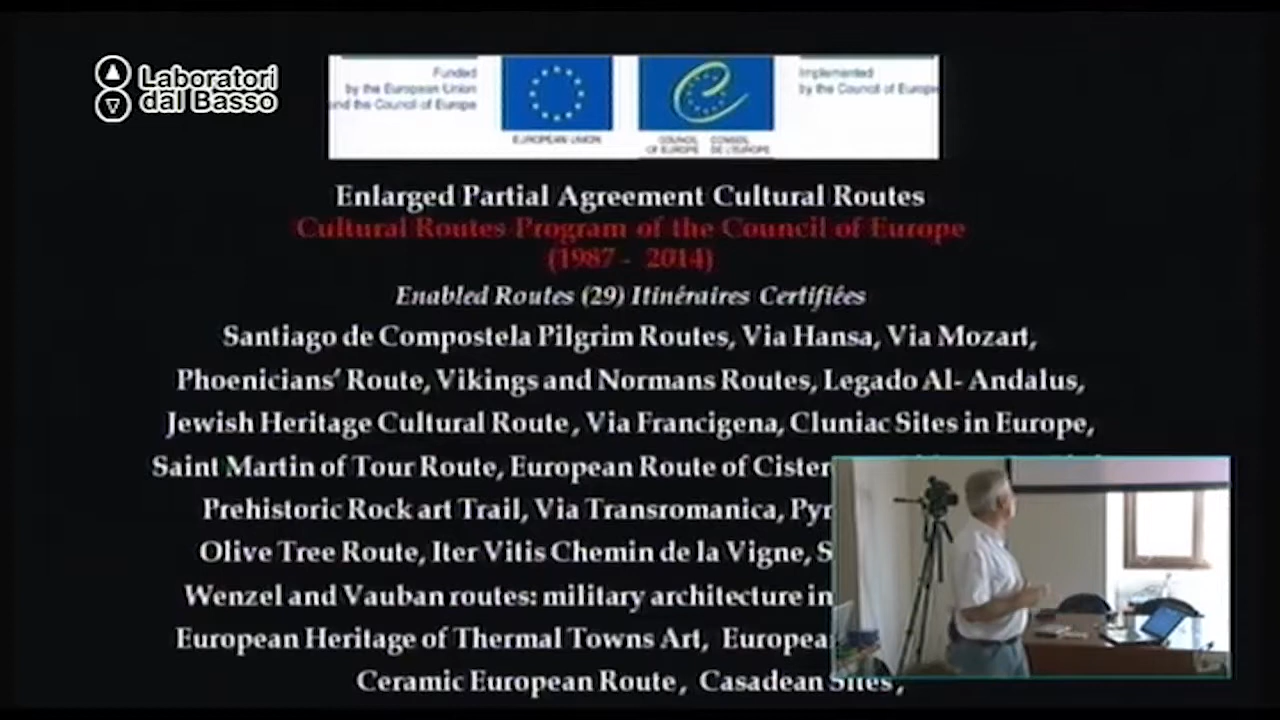 Laboratori
dal Basso
Funded
by the European Union
and the Council of Europe
EUROPEAN UNION
COUNCIL OF EUROPE
CONSEIL DE L'EUROPE
Implemented
by the Council of Europe
Enlarged Partial Agreement Cultural Routes
Cultural Routes Program of the Council of Europe
(1987 - 2014)
Enabled Routes (29) Itinéraires Certifiées
Santiago de Compostela Pilgrim Routes, Via Hansa, Via Mozart,
Phoenicians' Route, Vikings and Normans Routes, Legado Al- Andalus,
Jewish Heritage Cultural Route, Via Francigena, Cluniac Sites in Europe,
Saint Martin of Tour Route, European Route of
Prehistoric Rock art Trail, Via Transromanica,
Olive Tree Route, Iter Vitis Chemin de la Vigne,
Wenzel and Vauban routes: military architecture in
European Heritage of Thermal Towns Art,
Ceramic European Route, Casadean Sites,